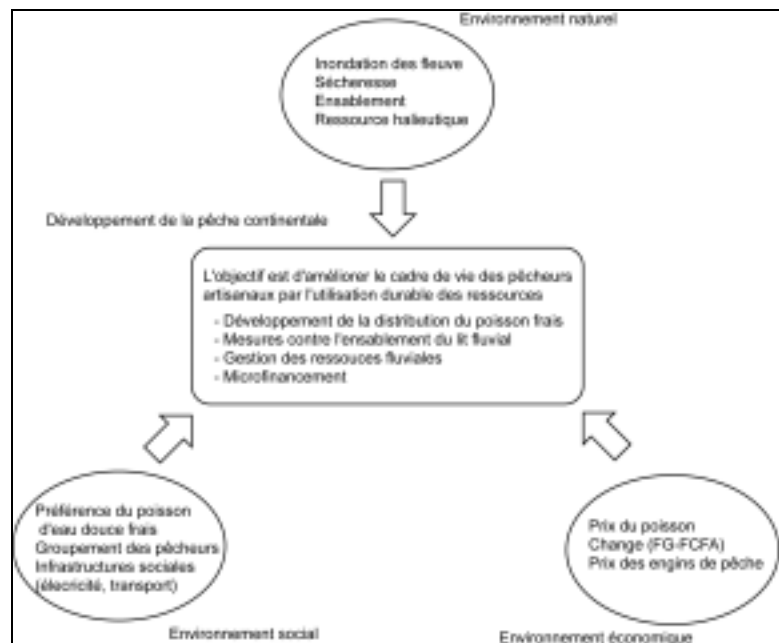 Environnement naturel
Inondation des fleuve
Sécheresse
Ensablement
Ressource halieutique
Développement de la pêche continentale
L'objectif est d'améliorer le cadre de vie des pêcheurs
artisanaux par l'utilisation durable des ressources
- Développement de la distribution du poisson frais
- Mesures contre l'ensablement du lit fluvial
- Gestion des ressouces fluviales
- Microfinancement
Préférence du poisson
d'eau douce frais
Groupement des pêcheurs
Infrastructures sociales
(élecricité, transport)
Environnement social
Prix du poisson
Change (FG-FCFA)
Prix des engins de pêche
Environnement économique